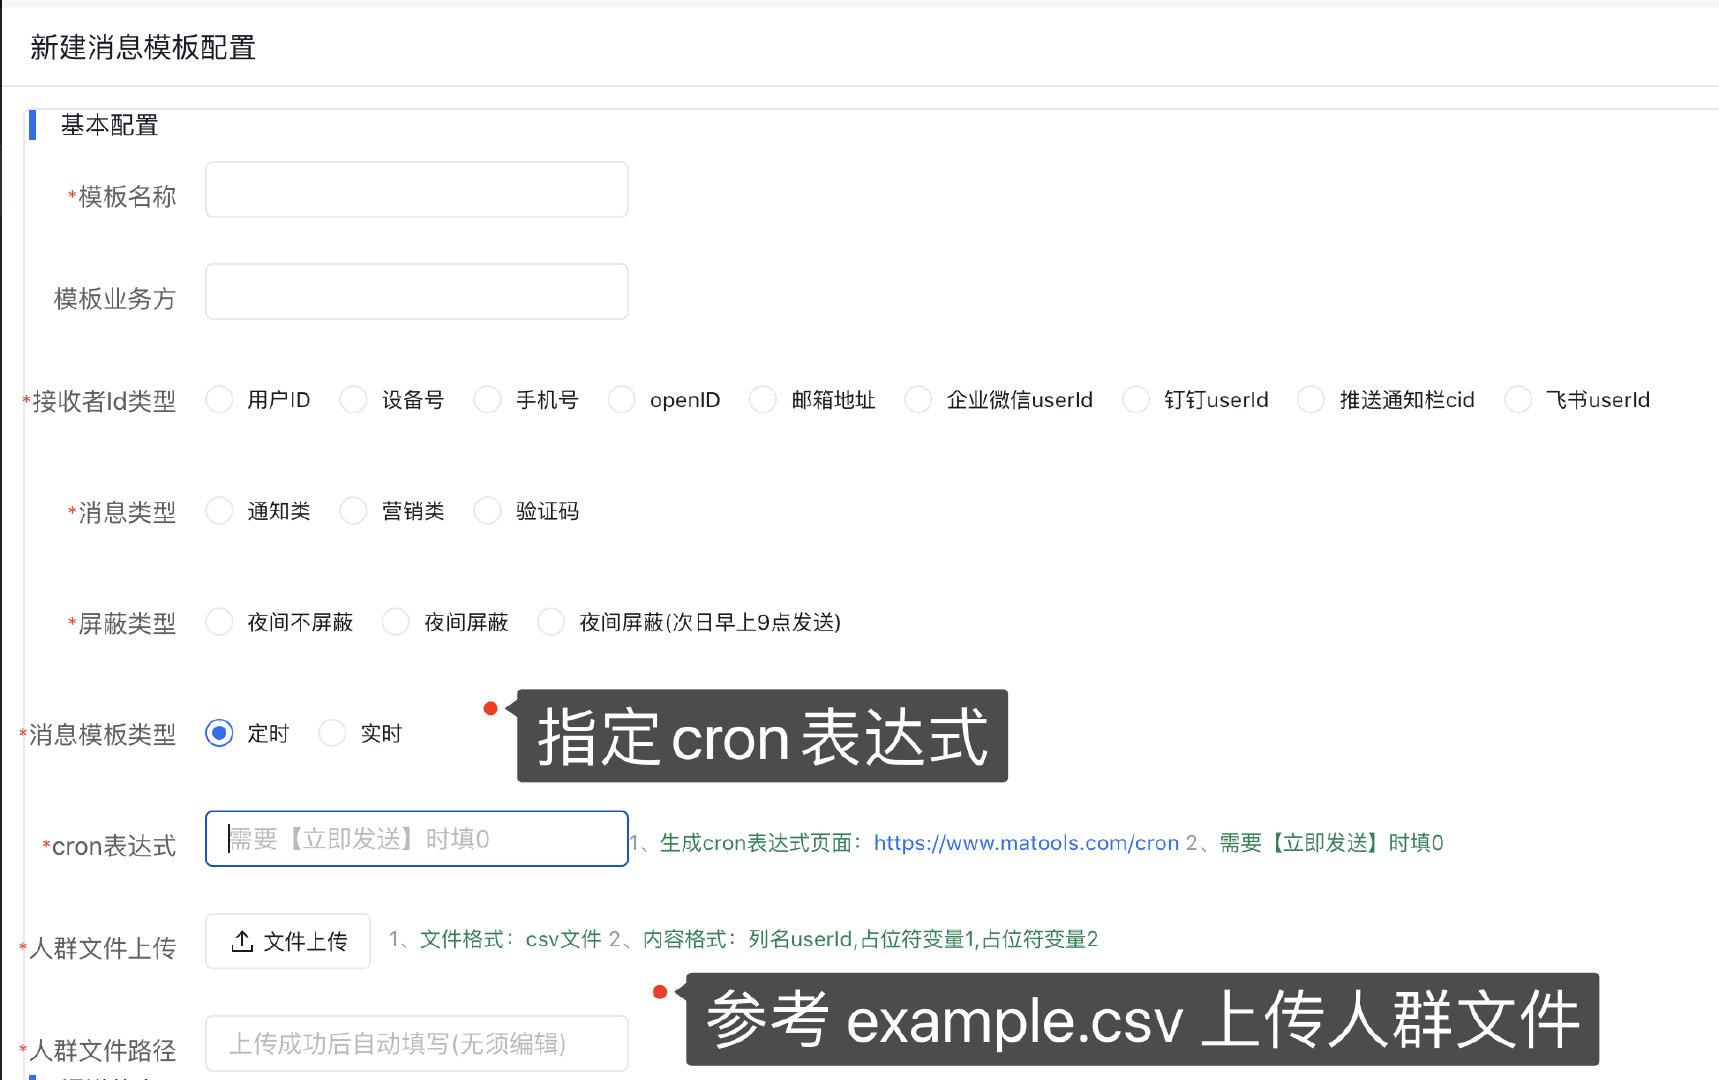 新建消息模板配置
基本配置
*模板名称
模板业务方
*接收者Id类型 用户ID 设备号 手机号 openID 邮箱地址 企业微信userId 钉钉userId 推送通知栏cid 飞书userId
*消息类型 通知类 营销类 验证码
*屏蔽类型 夜间不屏蔽 夜间屏蔽 夜间屏蔽(次日早上9点发送)
*消息模板类型 定时 实时
指定cron表达式
*cron表达式 需要【立即发送】时填0 1、生成cron表达式页面：https://www.matools.com/cron 2、需要【立即发送】时填0
*人群文件上传 文件上传 1、文件格式：csv文件 2、内容格式：列名userId,占位符变量1,占位符变量2
参考 example.csv 上传人群文件
*人群文件路径 上传成功后自动填写(无须编辑)